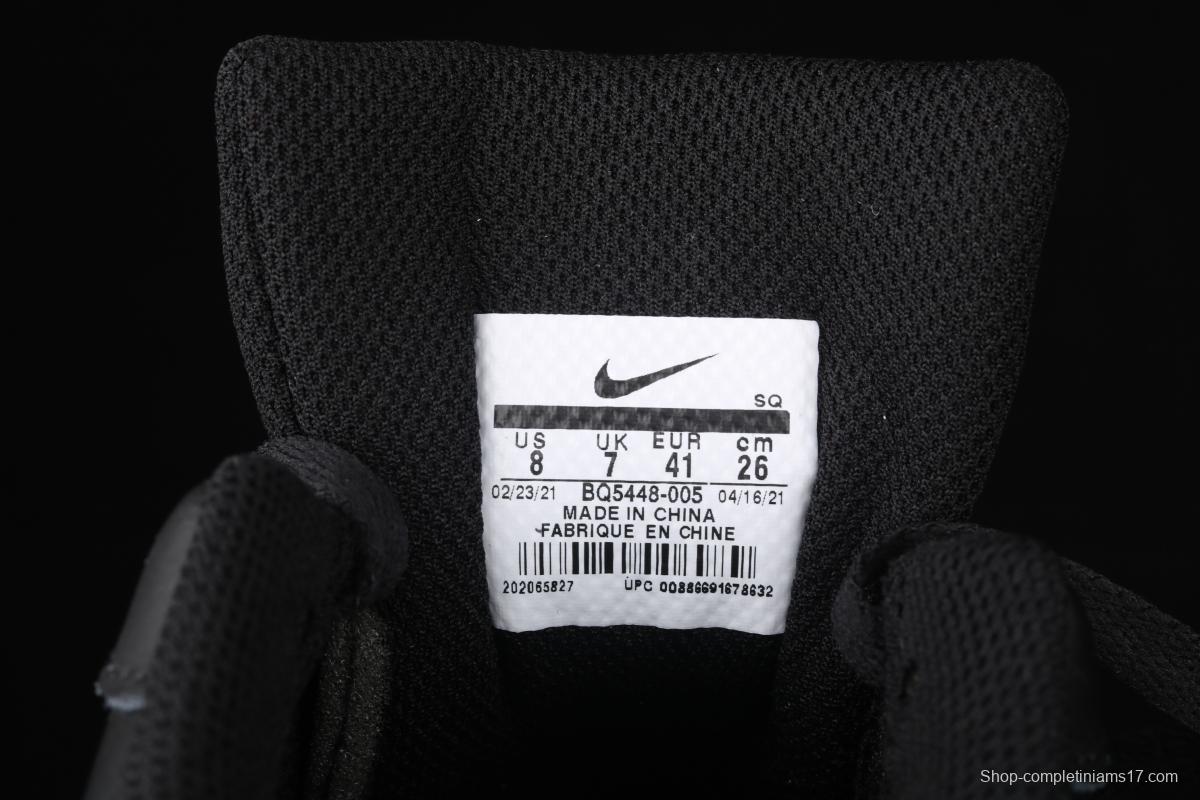 SQ
US UK EUR cm
8 7 41 26
02/23/21 BQ5448-005 04/16/21
MADE IN CHINA
FABRIQUE EN CHINE
202065827 UPC 00886691678632
Shop-completiniams17.com